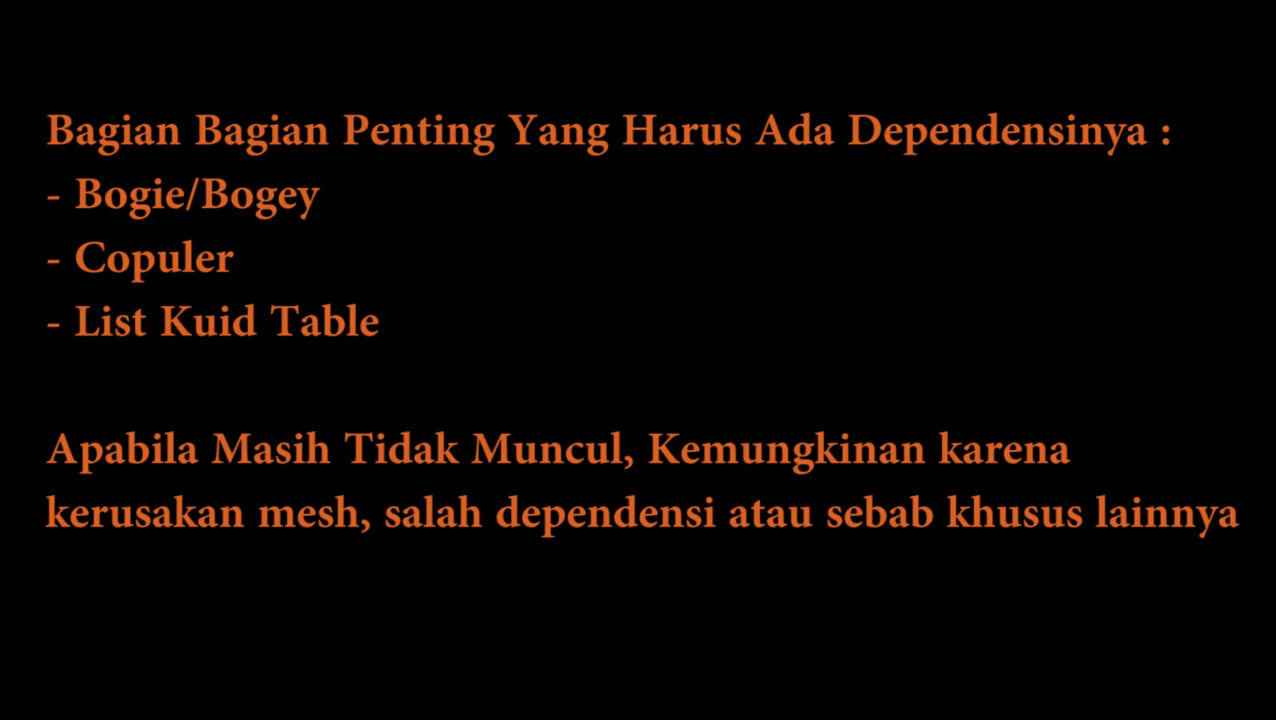 Bagian Bagian Penting Yang Harus Ada Dependensinya :
- Bogie/Bogey
- Copuler
- List Kuid Table
Apabila Masih Tidak Muncul, Kemungkinan karena
kerusakan mesh, salah dependensi atau sebab khusus lainnya